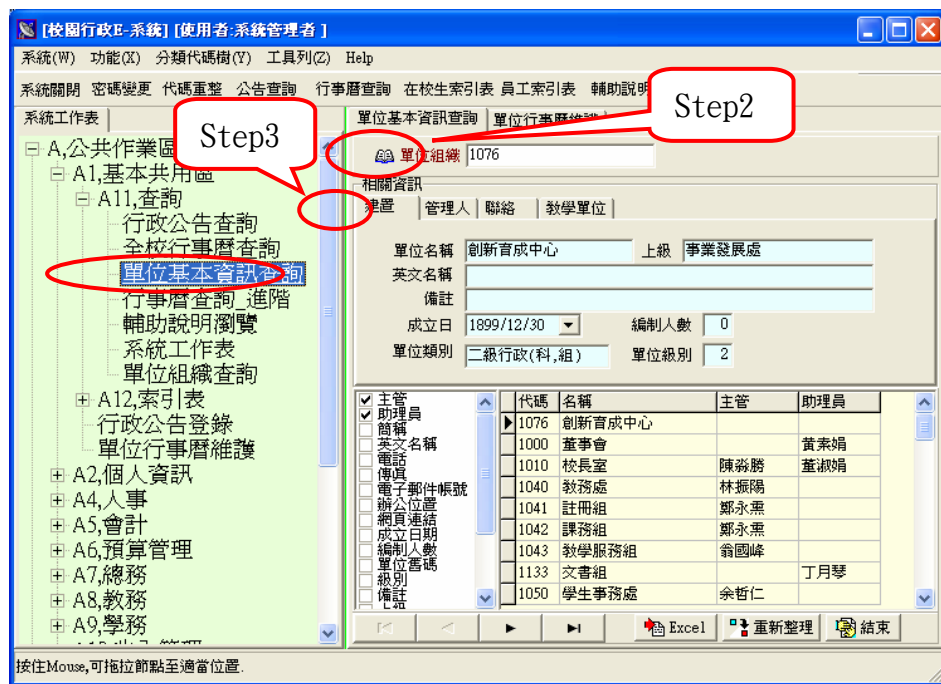 [校園行政E-系統] [使用者:系統管理者 ]
系統(W) 功能(X) 分類代碼樹(Y) 工具列(Z) Help
系統關閉 密碼變更 代碼重整 公告查詢 行事曆查詢 在校生索引表 員工索引表 輔助說明
系統工作表
Step3
Step2
A,公共作業區
A1,基本共用區
A11,查詢
行政公告查詢
全校行事曆查詢
單位基本資訊查詢
行事曆查詢_進階
輔助說明瀏覽
系統工作表
單位組織查詢
A12,索引表
行政公告登錄
單位行事曆維護
A2,個人資訊
A4,人事
A5,會計
A6,預算管理
A7,總務
A8,教務
A9,學務
單位基本資訊查詢 單位行事曆維護
單位組織 1076
相關資訊
建置 管理人 聯絡 教學單位
單位名稱 創新育成中心 上級 事業發展處
英文名稱
備註
成立日 1899/12/30 編制人數 0
單位類別 二級行政(科,組) 單位級別 2
主管
助理員
簡稱
英文名稱
電話
傳真
電子郵件帳號
辦公位置
網頁連結
成立日期
編制人數
單位舊碼
級別
備註
上級
代碼 名稱 主管 助理員
1076 創新育成中心
1000 董事會 黃素娟
1010 校長室 陳淼勝 董淑娟
1040 教務處 林振陽
1041 註冊組 鄭永熏
1042 課務組 鄭永熏
1043 教學服務組 翁國峰
1133 文書組 丁月琴
1050 學生事務處 余哲仁
Excel 重新整理 結束
按住Mouse,可拖拉節點至適當位置.